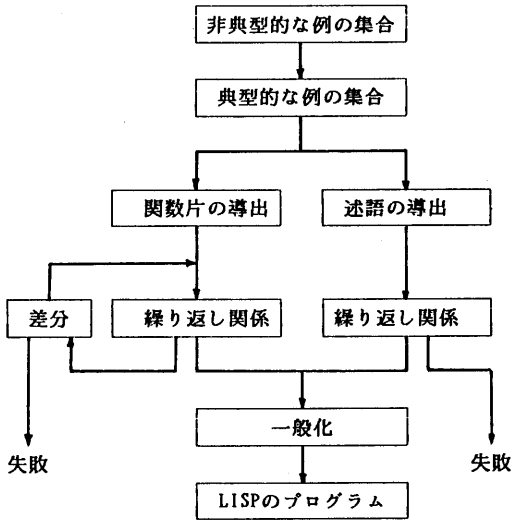 非典型的な例の集合
典型的な例の集合
関数片の導出
述語の導出
差分
繰り返し関係
繰り返し関係
一般化
失敗
失敗
LISPのプログラム